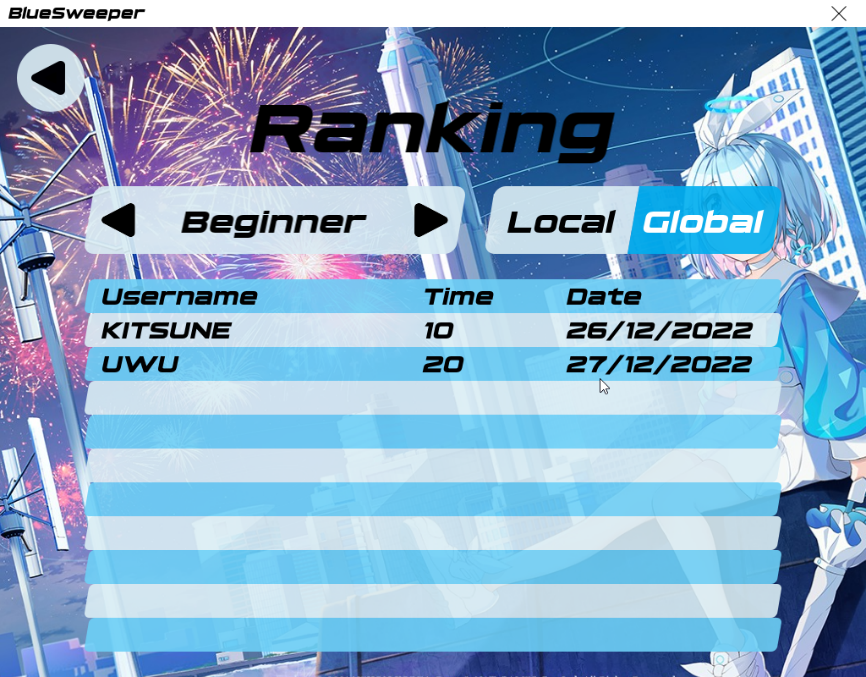 BlueSweeper
Ranking
Beginner Local Global
Username Time Date
KITSUNE 10 26/12/2022
UWU 20 27/12/2022